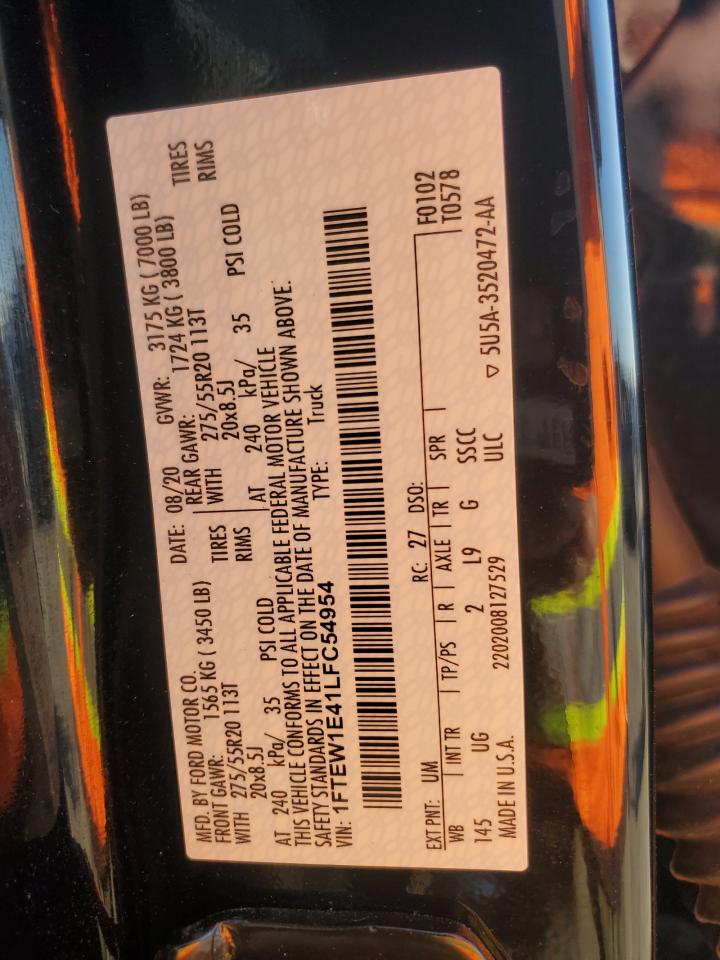 MFD. BY FORD MOTOR CO.
DATE: 08/20 GVWR: 3175 KG ( 7000 LB)
FRONT GAWR: 1565 KG ( 3450 LB)
REAR GAWR: 1724 KG ( 3800 LB)
WITH 275/55R20 113T TIRES
WITH 275/55R20 113T TIRES
20x8.5J RIMS
20x8.5J RIMS
AT 240 kPa/ 35 PSI COLD
AT 240 kPa/ 35 PSI COLD
THIS VEHICLE CONFORMS TO ALL APPLICABLE FEDERAL MOTOR VEHICLE
SAFETY STANDARDS IN EFFECT ON THE DATE OF MANUFACTURE SHOWN ABOVE.
VIN: 1FTEW1E41LFC54954 TYPE: Truck
EXT PNT: UM RC: 27 DSO: F0102
WB INT TR TP/PS R AXLE TR SPR T0578
145 UG 2 L9 G SSCC
MADE IN U.S.A. 2202008127529 ULC ▽ 5U5A-3520472-AA